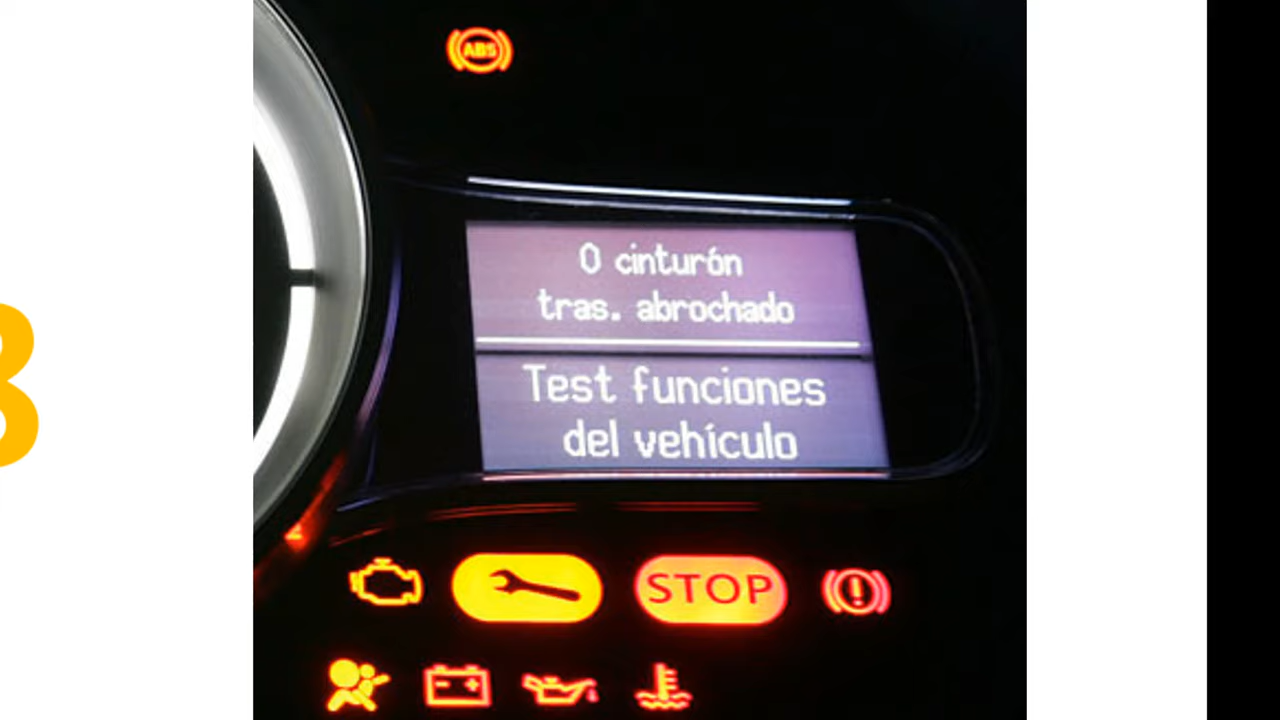 ABS
0 cinturón
tras. abrochado
Test funciones
del vehículo
STOP